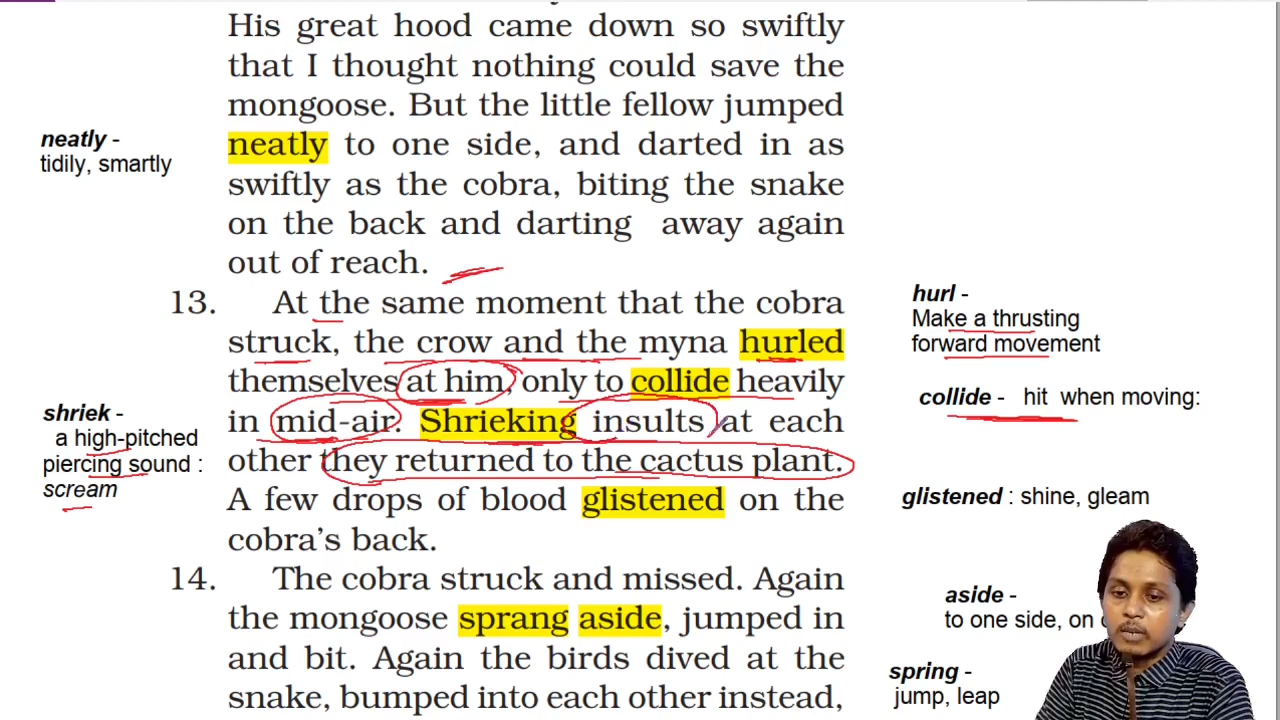 His great hood came down so swiftly
that I thought nothing could save the
mongoose. But the little fellow jumped
neatly -
tidily, smartly
neatly to one side, and darted in as
swiftly as the cobra, biting the snake
on the back and darting away again
out of reach.
13. At the same moment that the cobra
struck, the crow and the myna hurled
themselves at him, only to collide heavily
in mid-air. Shrieking insults at each
other they returned to the cactus plant.
A few drops of blood glistened on the
cobra's back.
hurl -
Make a thrusting
forward movement
collide - hit when moving:
shriek -
a high-pitched
piercing sound :
scream
glistened : shine, gleam
14. The cobra struck and missed. Again
the mongoose sprang aside, jumped in
and bit. Again the birds dived at the
snake, bumped into each other instead,
aside -
to one side, on
spring -
jump, leap